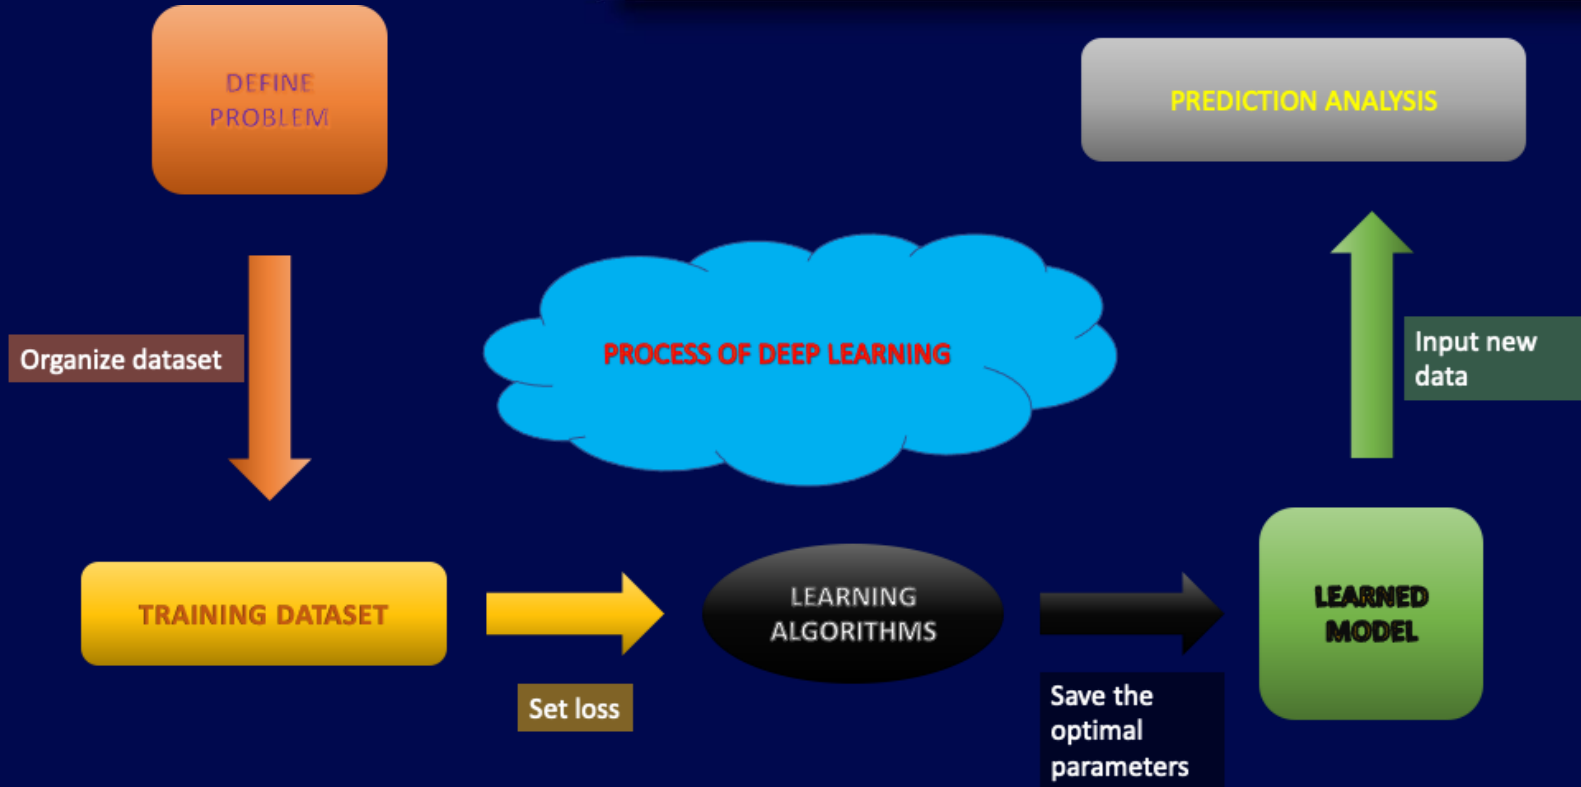 DEFINE
PROBLEM
PREDICTION ANALYSIS
Organize dataset
PROCESS OF DEEP LEARNING
Input new
data
TRAINING DATASET
LEARNING
ALGORITHMS
LEARNED
MODEL
Set loss
Save the
optimal
parameters